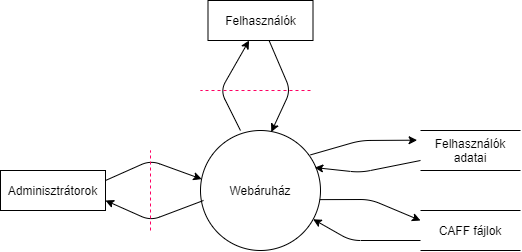 Felhasználók
Felhasználók
adatai
Adminisztrátorok
Webáruház
CAFF fájlok